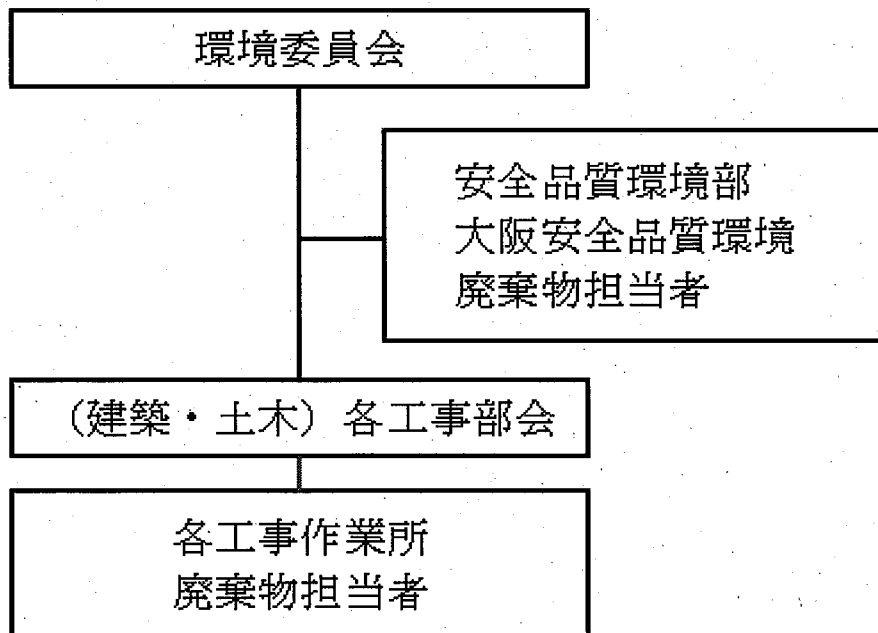 環境委員会
安全品質環境部
大阪安全品質環境
廃棄物担当者
（建築・土木）各工事部会
各工事作業所
廃棄物担当者